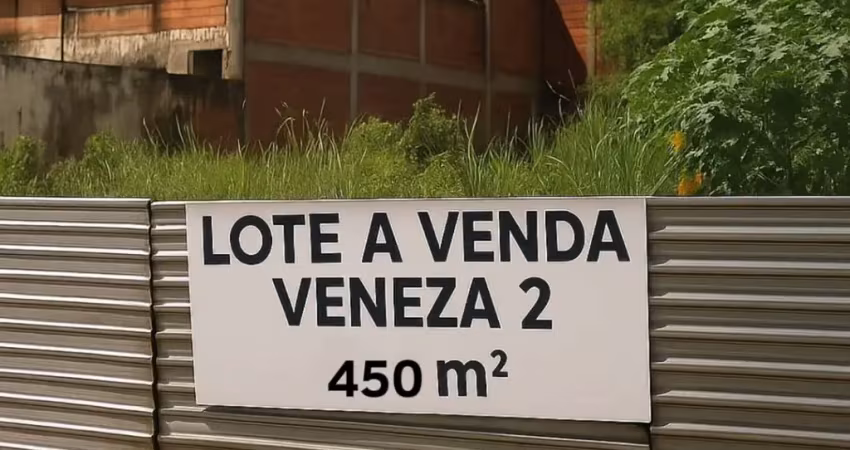 LOTE A VENDA
VENEZA 2
450 m²